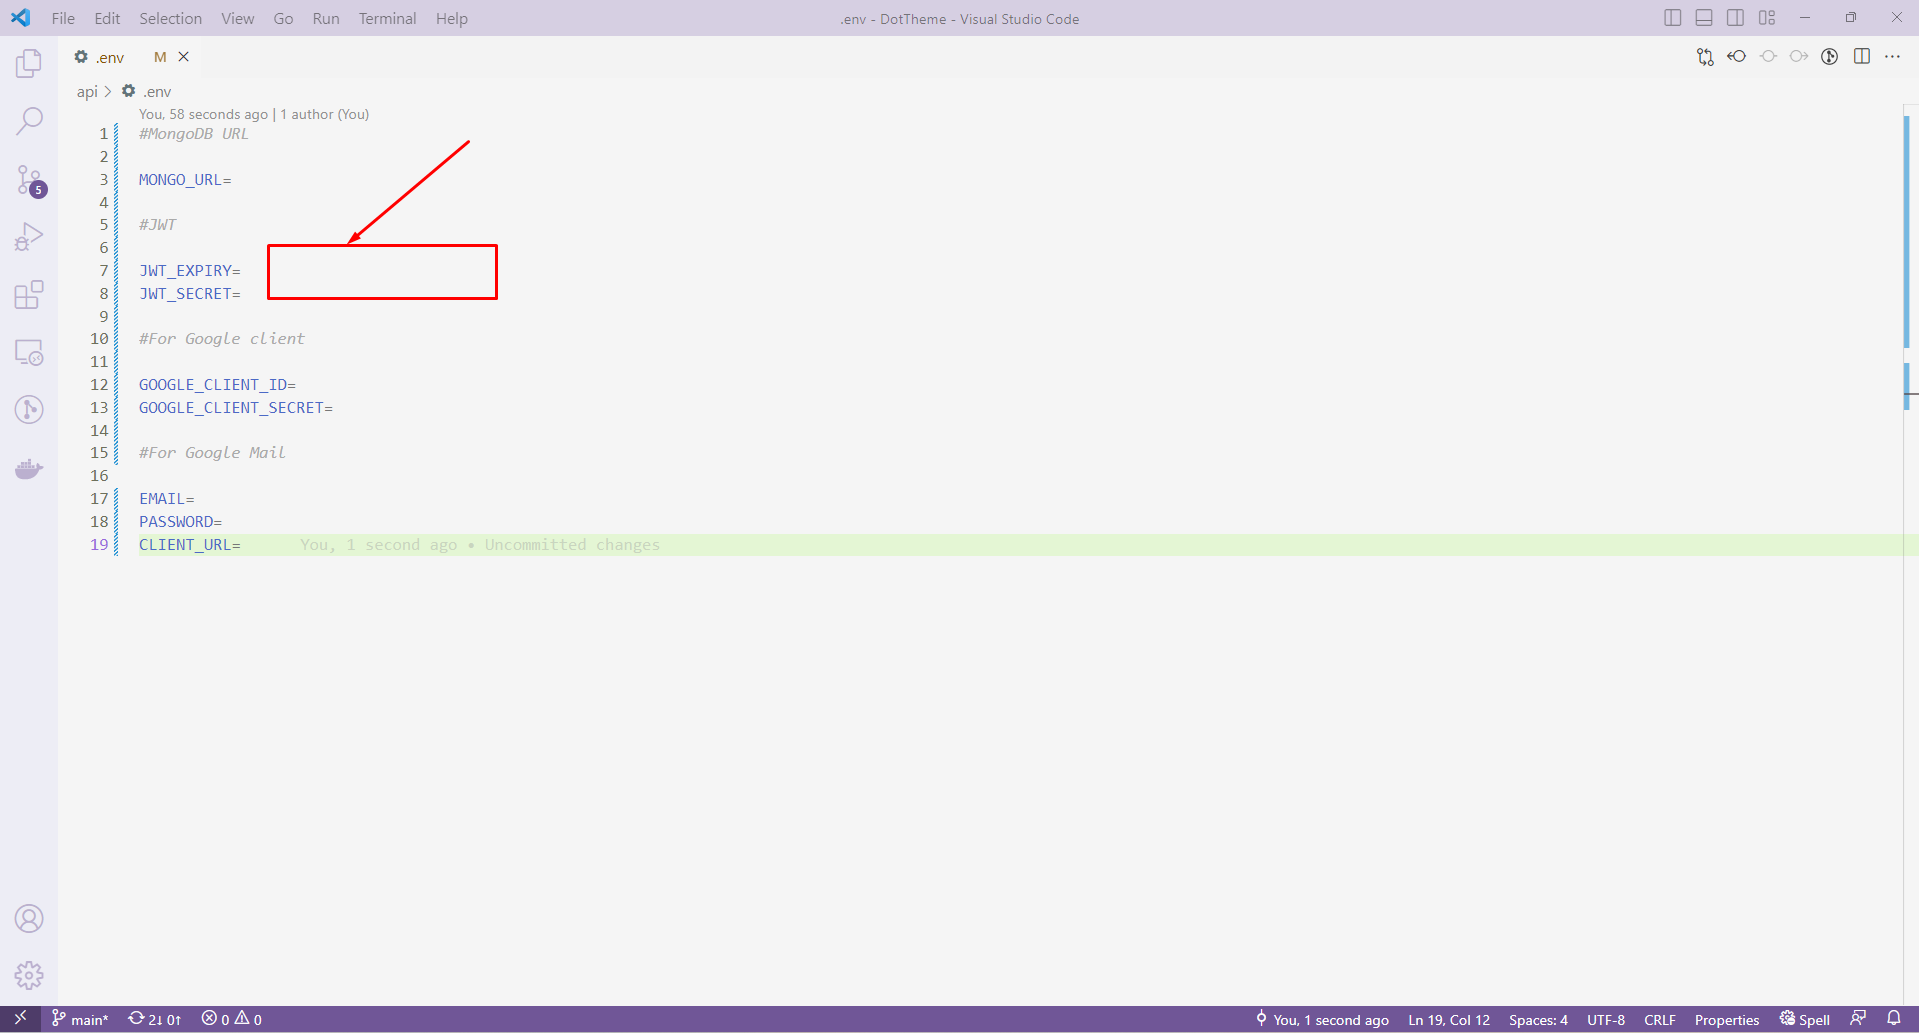 File Edit Selection View Go Run Terminal Help
.env - DotTheme - Visual Studio Code
.env M
api > .env
You, 58 seconds ago | 1 author (You)
1 #MongoDB URL
2
3 MONGO_URL=
4
5 #JWT
6
7 JWT_EXPIRY=
8 JWT_SECRET=
9
10 #For Google client
11
12 GOOGLE_CLIENT_ID=
13 GOOGLE_CLIENT_SECRET=
14
15 #For Google Mail
16
17 EMAIL=
18 PASSWORD=
19 CLIENT_URL= You, 1 second ago • Uncommitted changes
5
main* 2↓ 0↑ 0 0 You, 1 second ago Ln 19, Col 12 Spaces: 4 UTF-8 CRLF Properties Spell